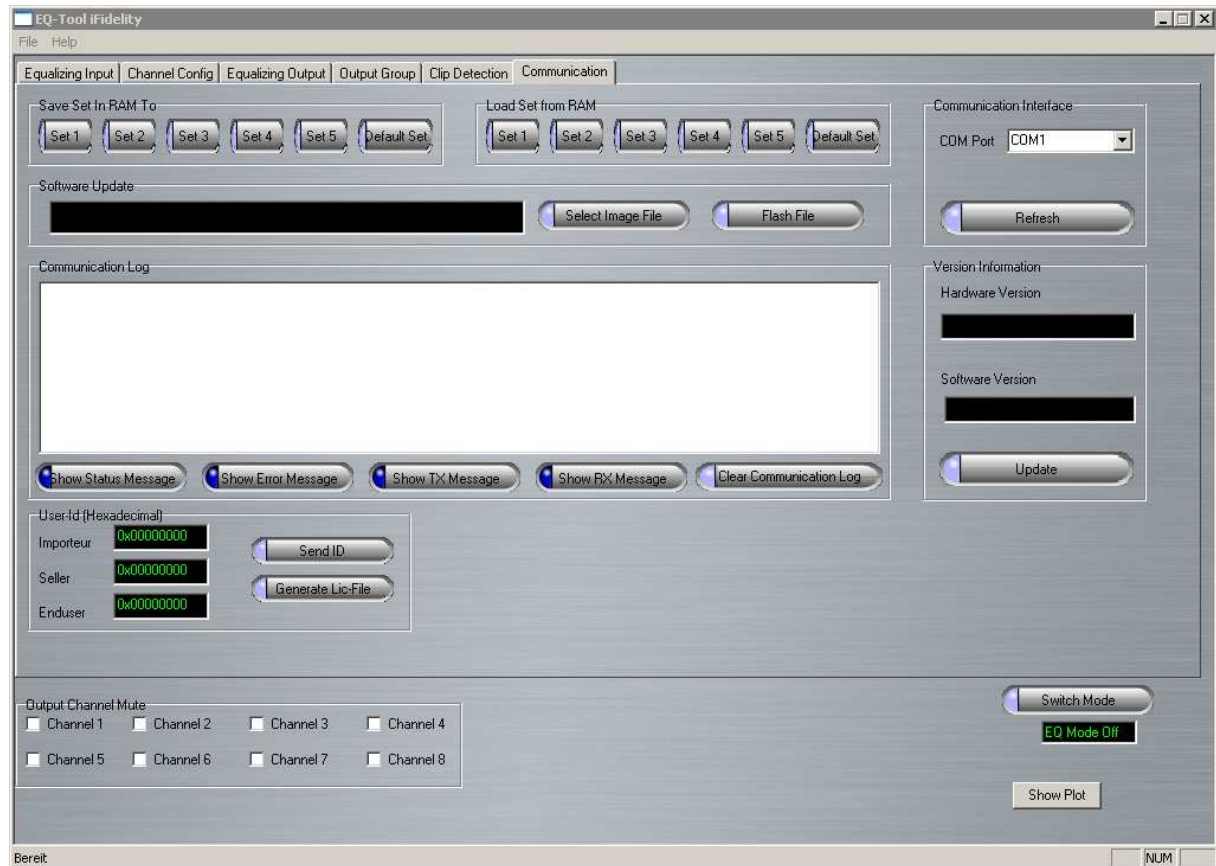 EQ-Tool iFidelity
File Help
Equalizing Input Channel Config Equalizing Output Output Group Clip Detection Communication
Save Set In RAM To
Set 1 Set 2 Set 3 Set 4 Set 5 Default Set
Load Set from RAM
Set 1 Set 2 Set 3 Set 4 Set 5 Default Set
Communication Interface
COM Port COM1
Refresh
Software Update
Select Image File Flash File
Communication Log
Show Status Message Show Error Message Show TX Message Show RX Message Clear Communication Log
Version Information
Hardware Version
Software Version
Update
User-Id (Hexadecimal)
Importeur 0x00000000
Seller 0x00000000
Enduser 0x00000000
Send ID
Generate Lic-File
Output Channel Mute
Channel 1 Channel 2 Channel 3 Channel 4
Channel 5 Channel 6 Channel 7 Channel 8
Switch Mode
EQ Mode Off
Show Plot
Bereit NUM